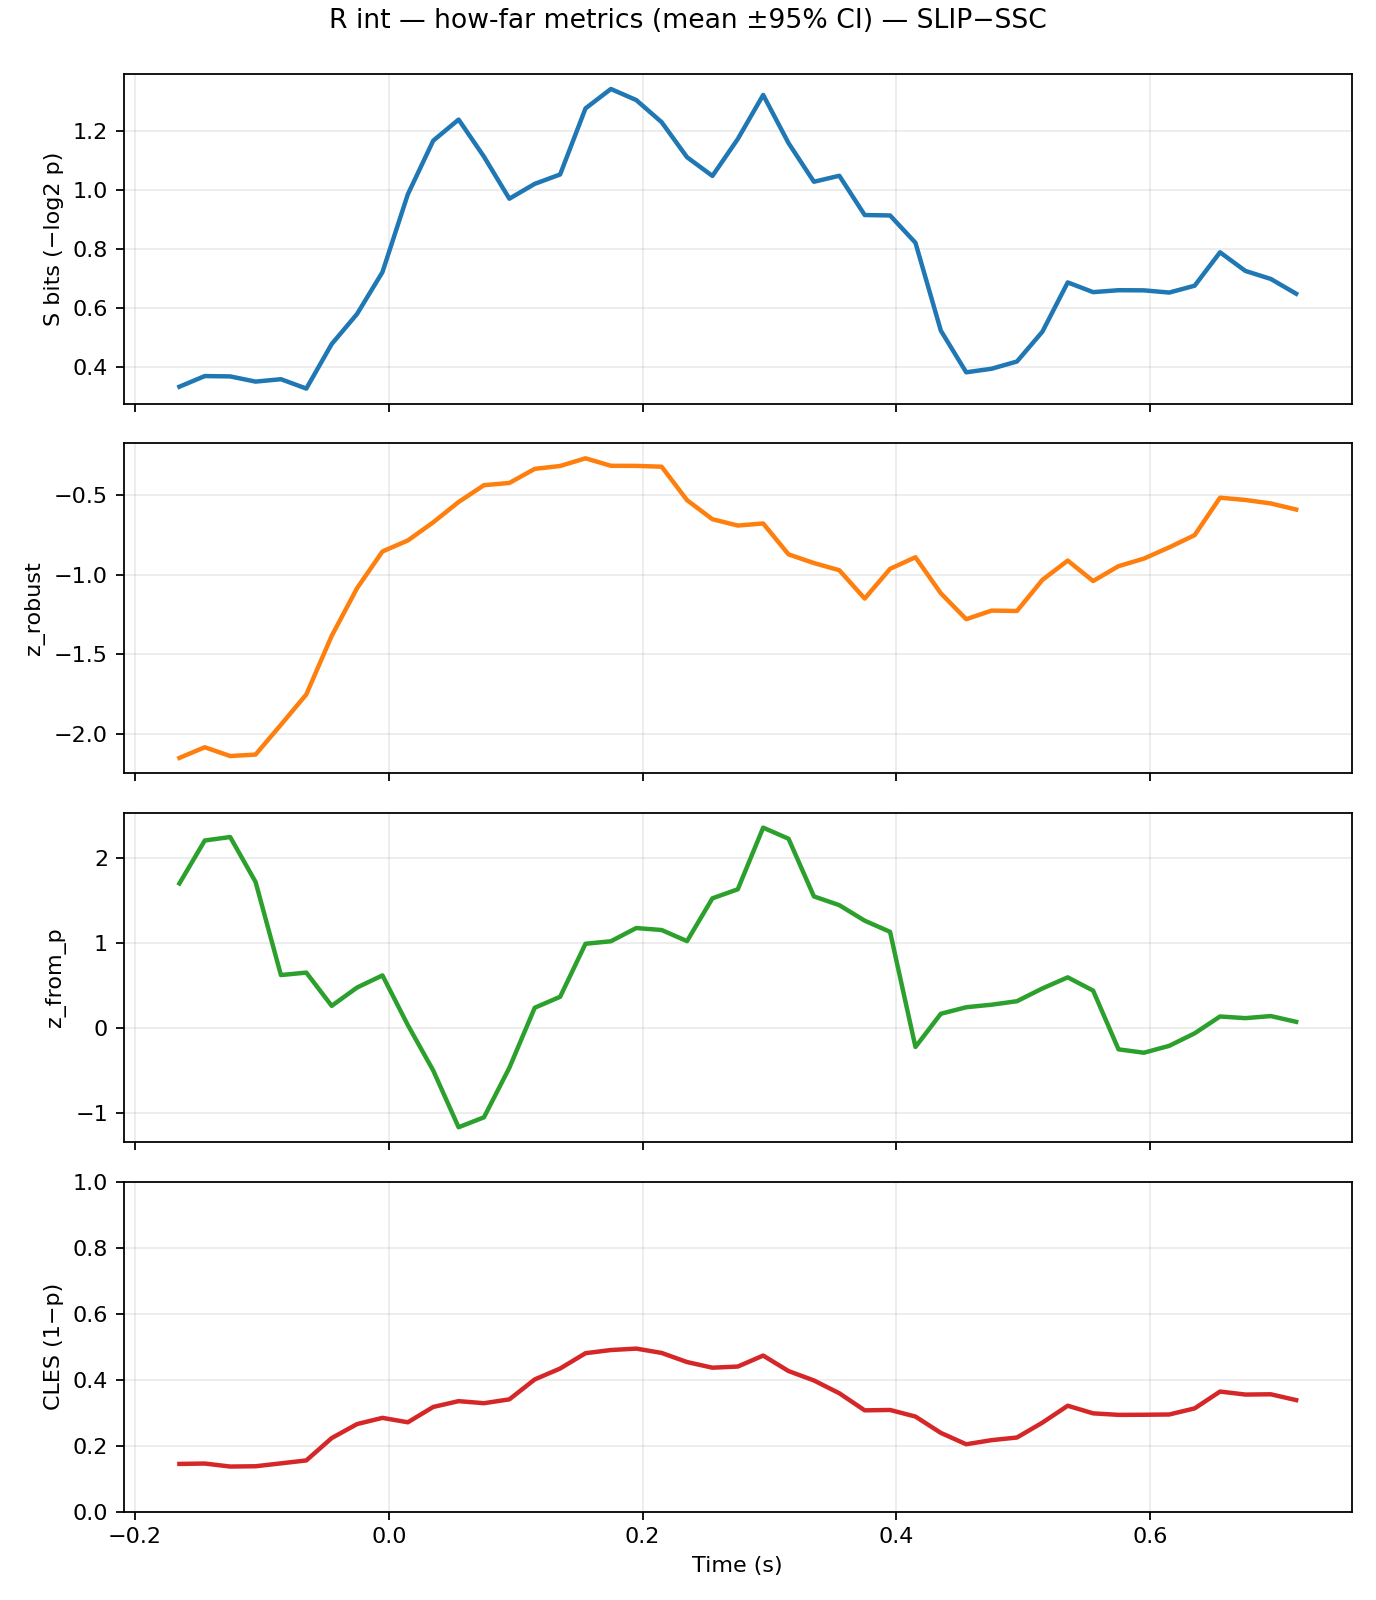 R int — how-far metrics (mean ±95% CI) — SLIP−SSC
S bits (−log2 p)
1.2
1.0
0.8
0.6
0.4
z_robust
−0.5
−1.0
−1.5
−2.0
z_from_p
2
1
0
−1
CLES (1−p)
1.0
0.8
0.6
0.4
0.2
0.0
−0.2 0.0 0.2 0.4 0.6
Time (s)